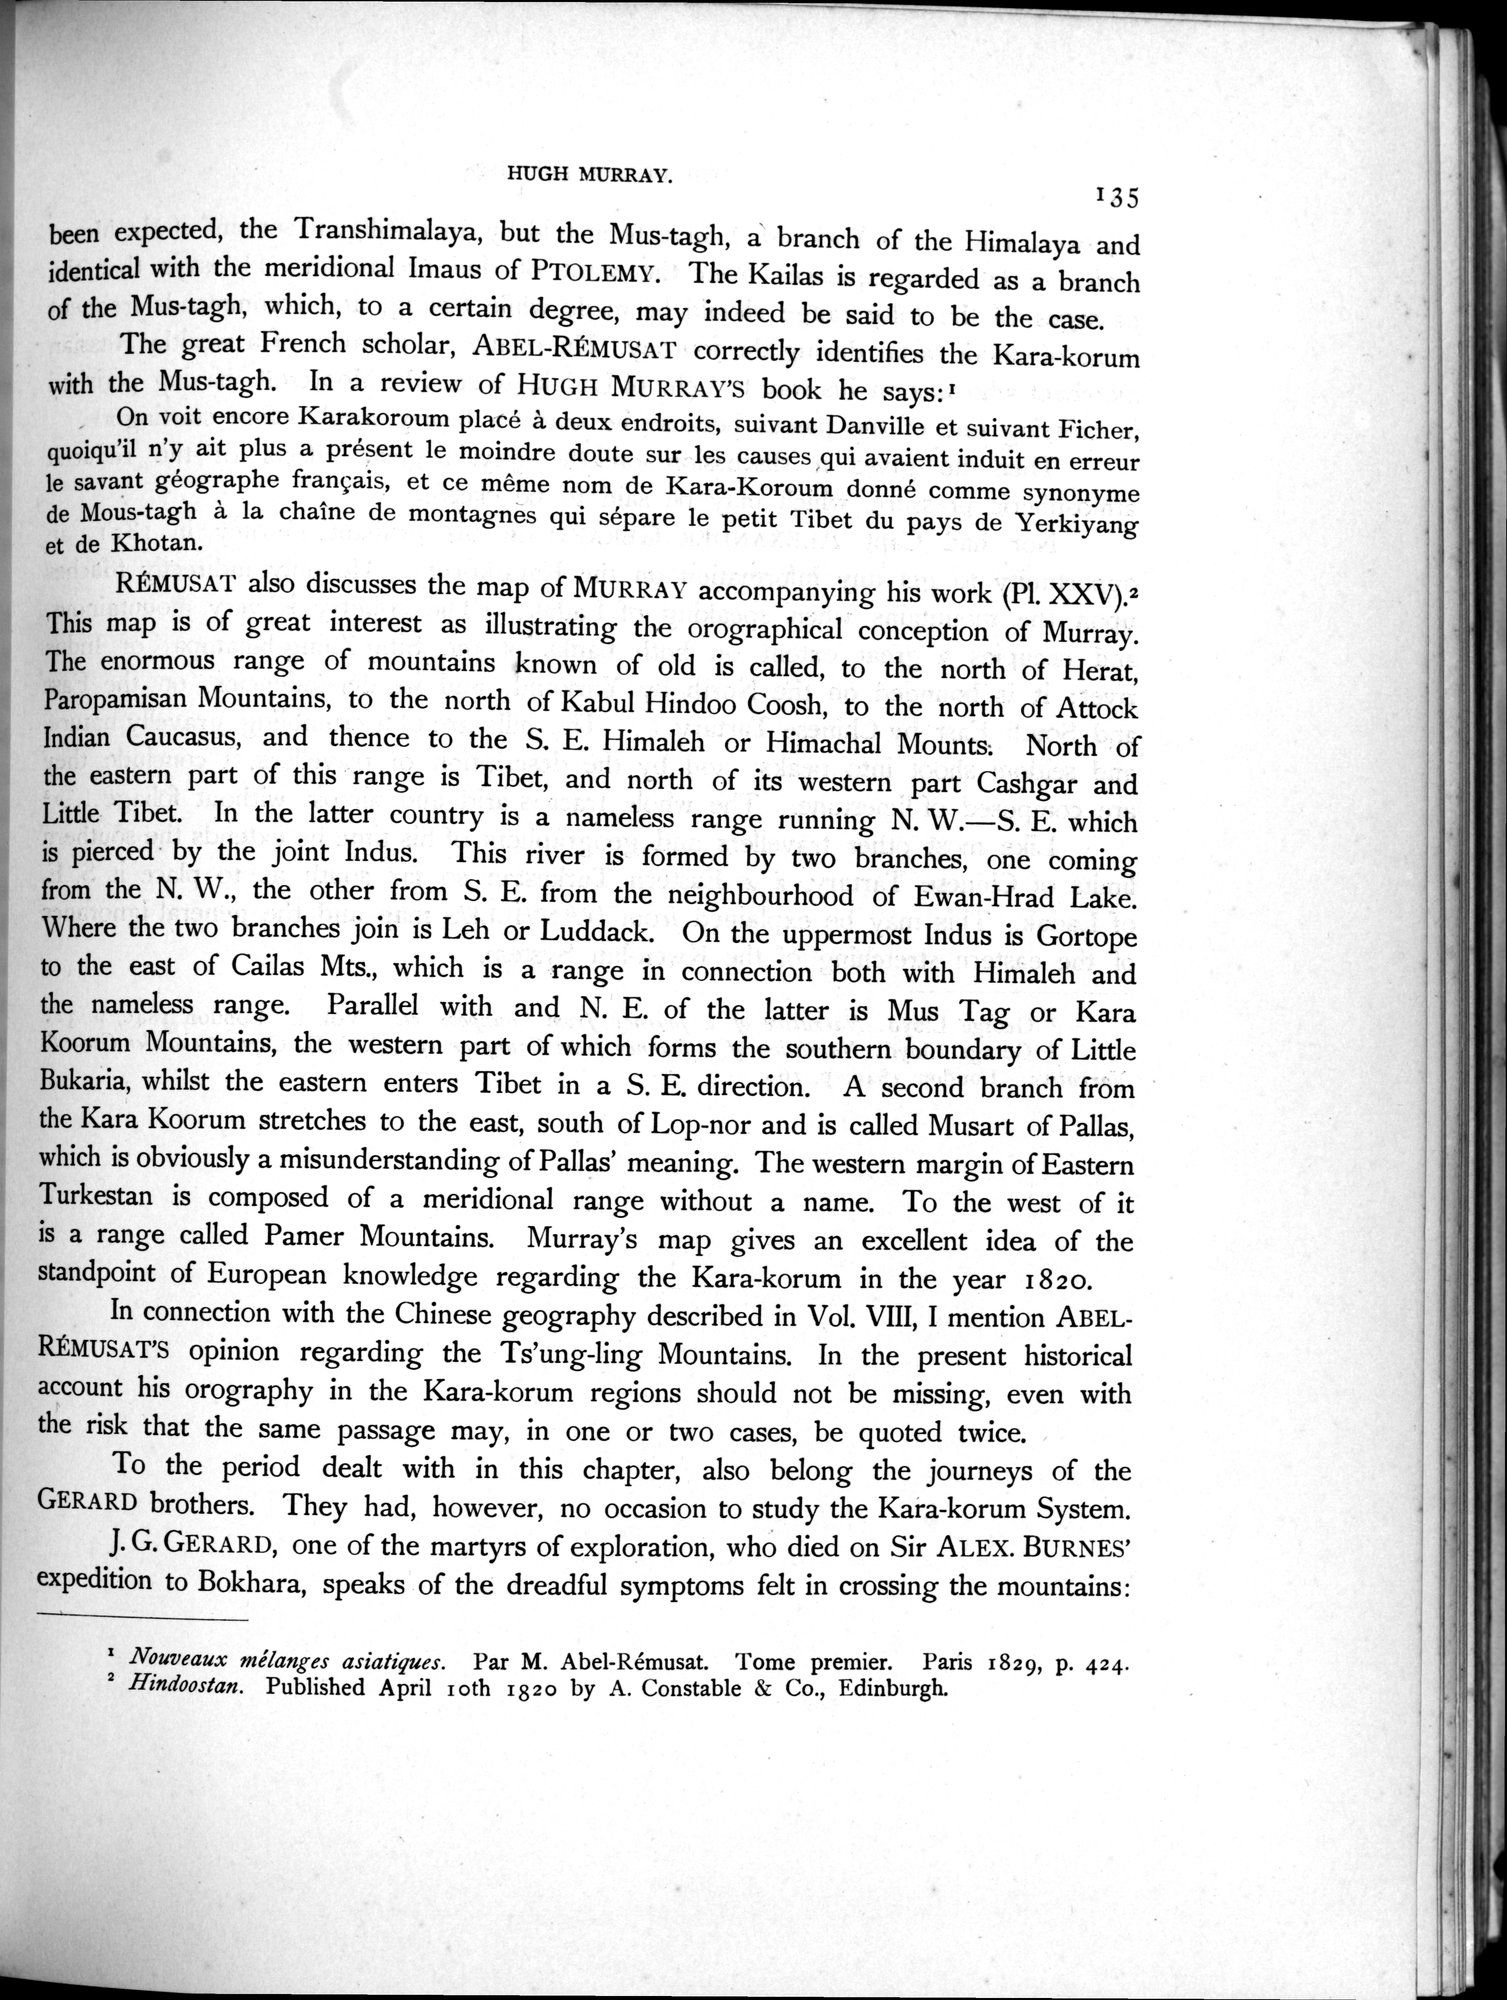 HUGH MURRAY.
135
been expected, the Transhimalaya, but the Mus-tagh, a branch of the Himalaya and
identical with the meridional Imaus of PTOLEMY. The Kailas is regarded as a branch
of the Mus-tagh, which, to a certain degree, may indeed be said to be the case.
The great French scholar, ABEL-RÉMUSAT correctly identifies the Kara-korum
with the Mus-tagh. In a review of HUGH MURRAY'S book he says:¹
On voit encore Karakoroum placé à deux endroits, suivant Danville et suivant Ficher,
quoiqu'il n'y ait plus a présent le moindre doute sur les causes qui avaient induit en erreur
le savant géographe français, et ce même nom de Kara-Koroum donné comme synonyme
de Mous-tagh à la chaîne de montagnes qui sépare le petit Tibet du pays de Yerkiyang
et de Khotan.
RÉMUSAT also discusses the map of MURRAY accompanying his work (Pl. XXV).²
This map is of great interest as illustrating the orographical conception of Murray.
The enormous range of mountains known of old is called, to the north of Herat,
Paropamisan Mountains, to the north of Kabul Hindoo Coosh, to the north of Attock
Indian Caucasus, and thence to the S. E. Himaleh or Himachal Mounts. North of
the eastern part of this range is Tibet, and north of its western part Cashgar and
Little Tibet. In the latter country is a nameless range running N. W.—S. E. which
is pierced by the joint Indus. This river is formed by two branches, one coming
from the N. W., the other from S. E. from the neighbourhood of Ewan-Hrad Lake.
Where the two branches join is Leh or Luddack. On the uppermost Indus is Gortope
to the east of Cailas Mts., which is a range in connection both with Himaleh and
the nameless range. Parallel with and N. E. of the latter is Mus Tag or Kara
Koorum Mountains, the western part of which forms the southern boundary of Little
Bukaria, whilst the eastern enters Tibet in a S. E. direction. A second branch from
the Kara Koorum stretches to the east, south of Lop-nor and is called Musart of Pallas,
which is obviously a misunderstanding of Pallas' meaning. The western margin of Eastern
Turkestan is composed of a meridional range without a name. To the west of it
is a range called Pamer Mountains. Murray's map gives an excellent idea of the
standpoint of European knowledge regarding the Kara-korum in the year 1820.
In connection with the Chinese geography described in Vol. VIII, I mention ABEL-
RÉMUSAT'S opinion regarding the Ts'ung-ling Mountains. In the present historical
account his orography in the Kara-korum regions should not be missing, even with
the risk that the same passage may, in one or two cases, be quoted twice.
To the period dealt with in this chapter, also belong the journeys of the
GERARD brothers. They had, however, no occasion to study the Kara-korum System.
J. G. GERARD, one of the martyrs of exploration, who died on Sir ALEX. BURNES'
expedition to Bokhara, speaks of the dreadful symptoms felt in crossing the mountains:
¹ Nouveaux mélanges asiatiques. Par M. Abel-Rémusat. Tome premier. Paris 1829, p. 424.
² Hindoostan. Published April 10th 1820 by A. Constable & Co., Edinburgh.